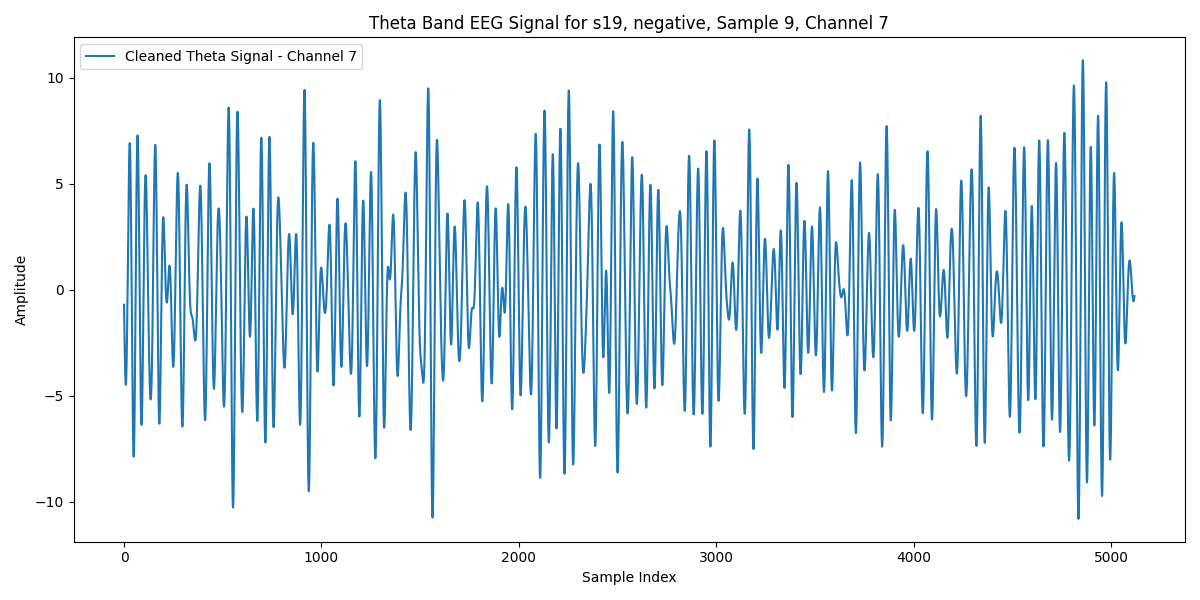 Theta Band EEG Signal for s19, negative, Sample 9, Channel 7
Cleaned Theta Signal - Channel 7
Amplitude
10
5
0
−5
−10
0 1000 2000 3000 4000 5000
Sample Index